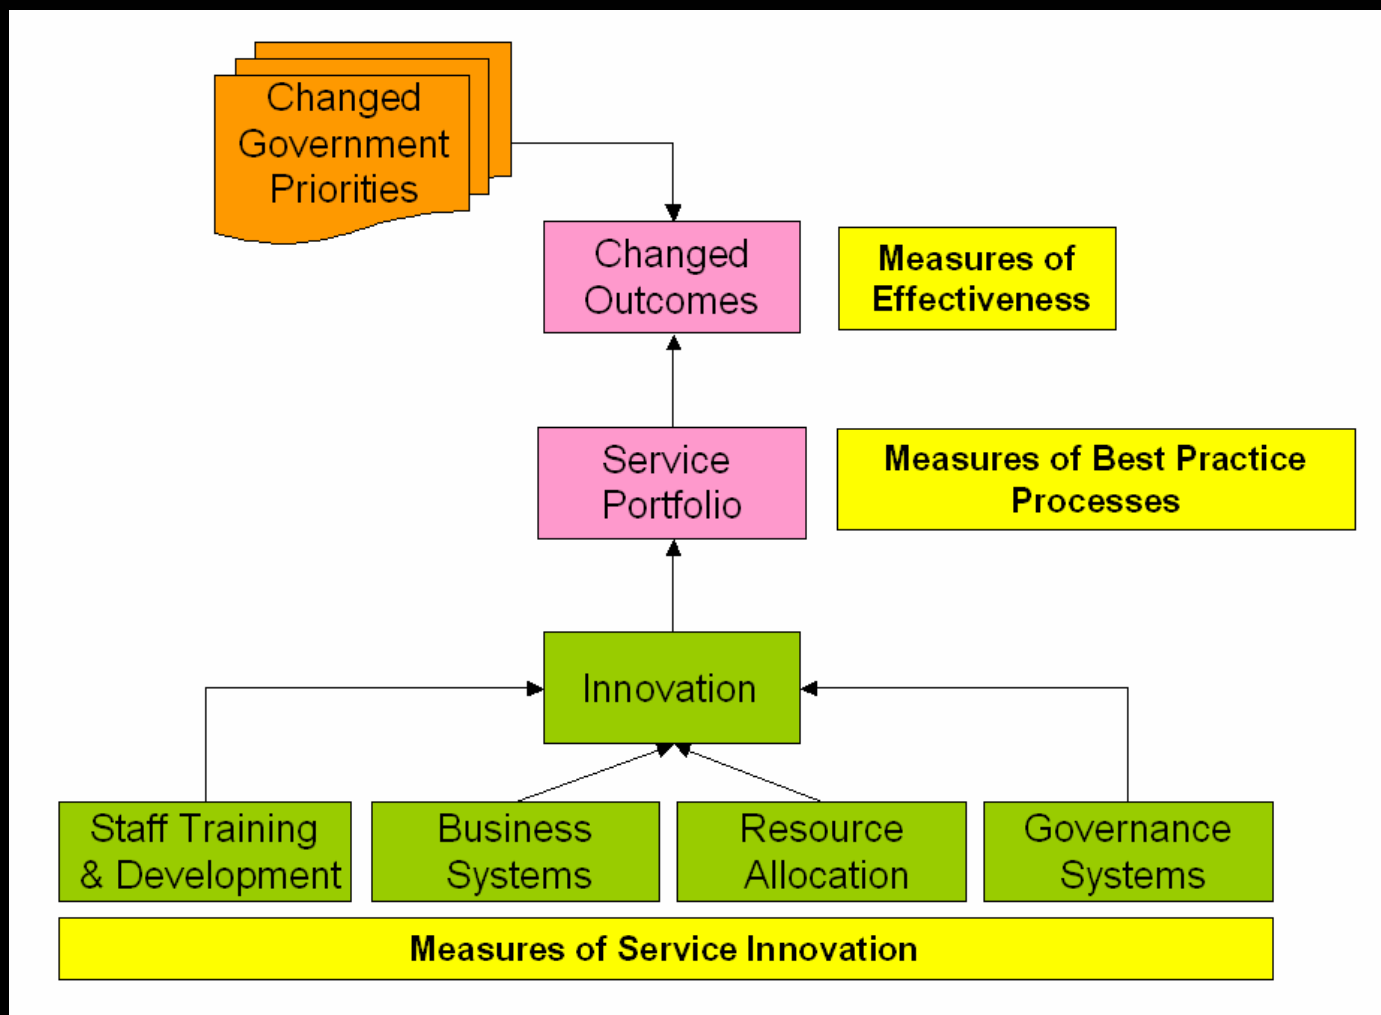 Changed
Government
Priorities
Changed
Outcomes
Measures of
Effectiveness
Service
Portfolio
Measures of Best Practice
Processes
Innovation
Staff Training
& Development
Business
Systems
Resource
Allocation
Governance
Systems
Measures of Service Innovation